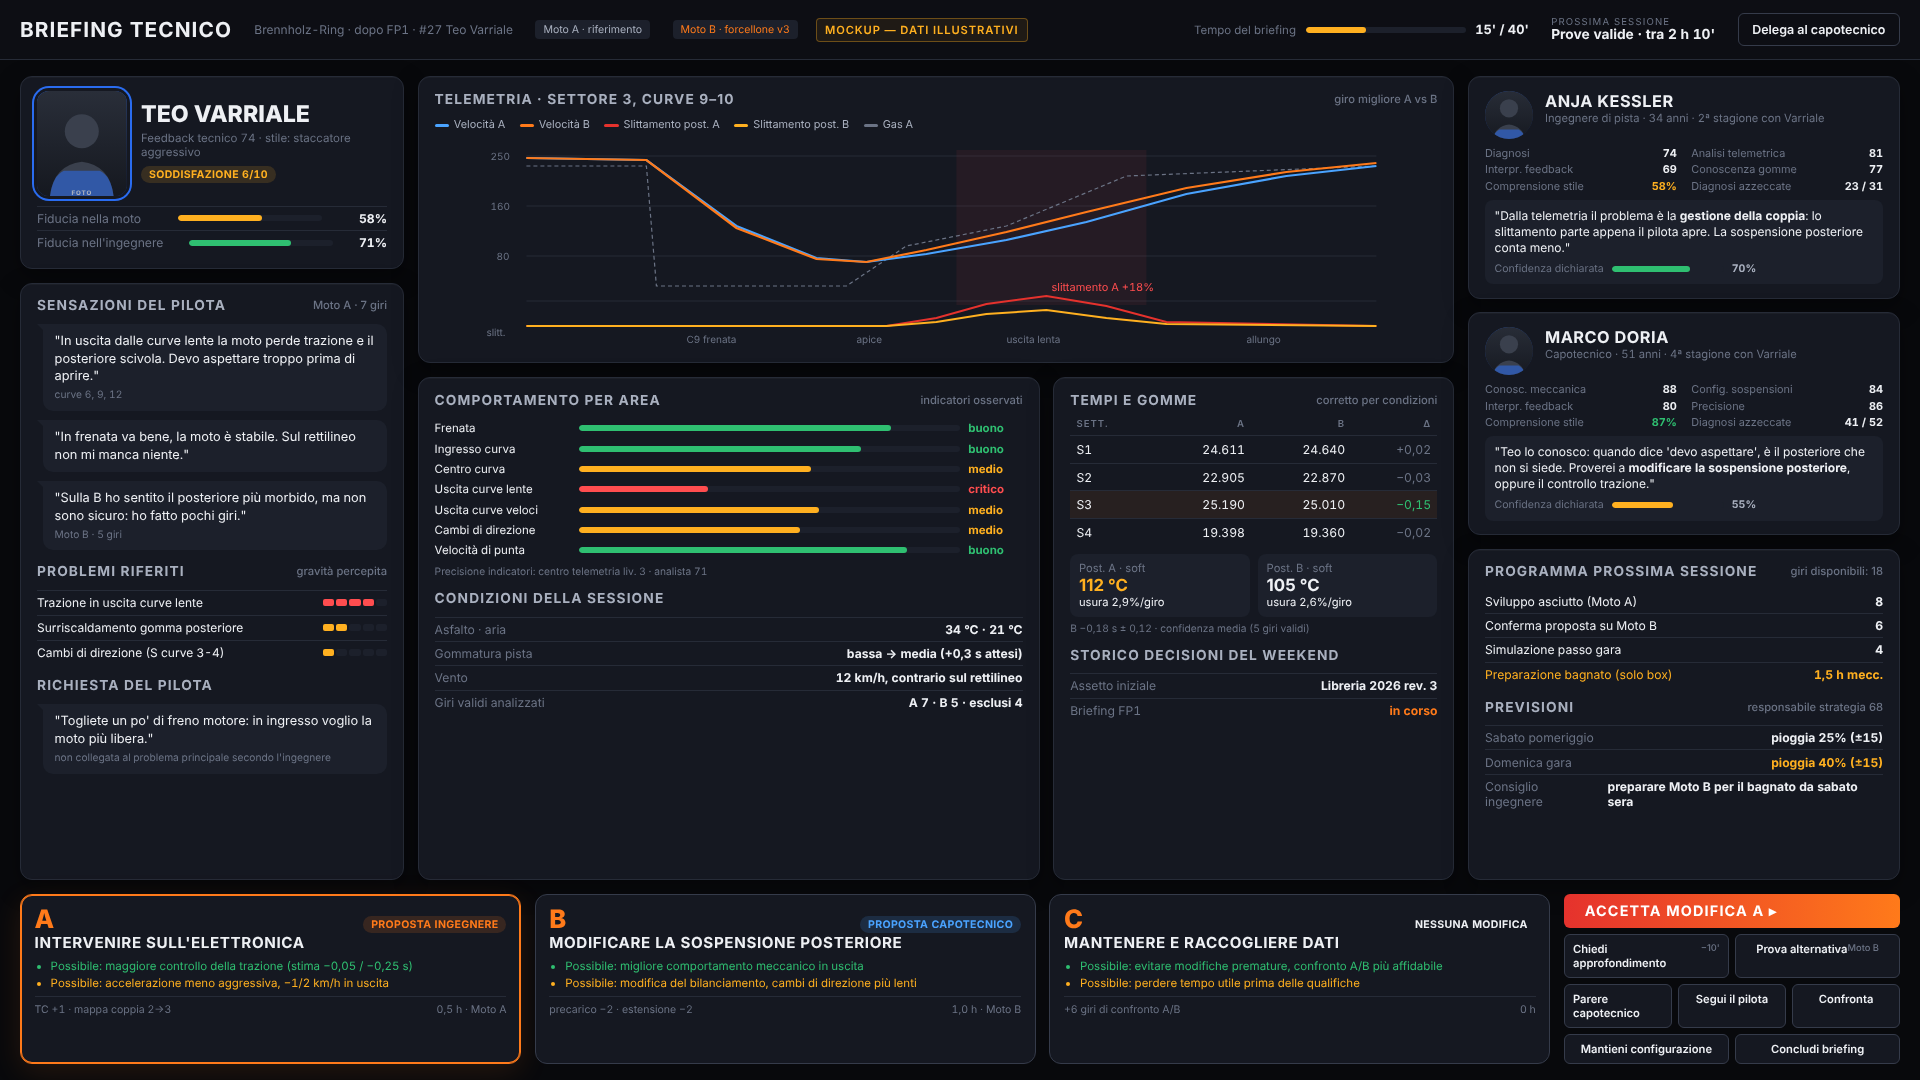 BRIEFING TECNICO
Brennholz-Ring · dopo FP1 · #27 Teo Varriale
Moto A · riferimento
Moto B · forcellone v3
MOCKUP — DATI ILLUSTRATIVI
Tempo del briefing
15' / 40'
PROSSIMA SESSIONE
Prove valide · tra 2 h 10'
Delega al capotecnico
FOTO
TEO VARRIALE
Feedback tecnico 74 · stile: staccatore
aggressivo
SODDISFAZIONE 6/10
Fiducia nella moto 58%
Fiducia nell'ingegnere 71%
SENSAZIONI DEL PILOTA Moto A · 7 giri
"In uscita dalle curve lente la moto perde trazione e il
posteriore scivola. Devo aspettare troppo prima di
aprire."
curve 6, 9, 12
"In frenata va bene, la moto è stabile. Sul rettilineo
non mi manca niente."
"Sulla B ho sentito il posteriore più morbido, ma non
sono sicuro: ho fatto pochi giri."
Moto B · 5 giri
PROBLEMI RIFERITI gravità percepita
Trazione in uscita curve lente
Surriscaldamento gomma posteriore
Cambi di direzione (S curve 3-4)
RICHIESTA DEL PILOTA
"Togliete un po' di freno motore: in ingresso voglio la
moto più libera."
non collegata al problema principale secondo l'ingegnere
TELEMETRIA · SETTORE 3, CURVE 9–10 giro migliore A vs B
Velocità A Velocità B Slittamento post. A Slittamento post. B Gas A
250
160
80
slitt.
slittamento A +18%
C9 frenata apice uscita lenta allungo
COMPORTAMENTO PER AREA indicatori osservati
Frenata buono
Ingresso curva buono
Centro curva medio
Uscita curve lente critico
Uscita curve veloci medio
Cambi di direzione medio
Velocità di punta buono
Precisione indicatori: centro telemetria liv. 3 · analista 71
CONDIZIONI DELLA SESSIONE
Asfalto · aria 34 °C · 21 °C
Gommatura pista bassa → media (+0,3 s attesi)
Vento 12 km/h, contrario sul rettilineo
Giri validi analizzati A 7 · B 5 · esclusi 4
TEMPI E GOMME corretto per condizioni
SETT. A B Δ
S1 24.611 24.640 +0,02
S2 22.905 22.870 −0,03
S3 25.190 25.010 −0,15
S4 19.398 19.360 −0,02
Post. A · soft
112 °C
usura 2,9%/giro
Post. B · soft
105 °C
usura 2,6%/giro
B −0,18 s ± 0,12 · confidenza media (5 giri validi)
STORICO DECISIONI DEL WEEKEND
Assetto iniziale Libreria 2026 rev. 3
Briefing FP1 in corso
ANJA KESSLER
Ingegnere di pista · 34 anni · 2ª stagione con Varriale
Diagnosi 74 Analisi telemetrica 81
Interpr. feedback 69 Conoscenza gomme 77
Comprensione stile 58% Diagnosi azzeccate 23 / 31
"Dalla telemetria il problema è la gestione della coppia: lo
slittamento parte appena il pilota apre. La sospensione posteriore
conta meno."
Confidenza dichiarata 70%
MARCO DORIA
Capotecnico · 51 anni · 4ª stagione con Varriale
Conosc. meccanica 88 Config. sospensioni 84
Interpr. feedback 80 Precisione 86
Comprensione stile 87% Diagnosi azzeccate 41 / 52
"Teo lo conosco: quando dice 'devo aspettare', è il posteriore che
non si siede. Proverei a modificare la sospensione posteriore,
oppure il controllo trazione."
Confidenza dichiarata 55%
PROGRAMMA PROSSIMA SESSIONE giri disponibili: 18
Sviluppo asciutto (Moto A) 8
Conferma proposta su Moto B 6
Simulazione passo gara 4
Preparazione bagnato (solo box) 1,5 h mecc.
PREVISIONI responsabile strategia 68
Sabato pomeriggio pioggia 25% (±15)
Domenica gara pioggia 40% (±15)
Consiglio
ingegnere
preparare Moto B per il bagnato da sabato
sera
A
PROPOSTA INGEGNERE
INTERVENIRE SULL'ELETTRONICA
• Possibile: maggiore controllo della trazione (stima −0,05 / −0,25 s)
• Possibile: accelerazione meno aggressiva, −1/2 km/h in uscita
TC +1 · mappa coppia 2→3 0,5 h · Moto A
B
PROPOSTA CAPOTECNICO
MODIFICARE LA SOSPENSIONE POSTERIORE
• Possibile: migliore comportamento meccanico in uscita
• Possibile: modifica del bilanciamento, cambi di direzione più lenti
precarico −2 · estensione −2 1,0 h · Moto B
C
NESSUNA MODIFICA
MANTENERE E RACCOGLIERE DATI
• Possibile: evitare modifiche premature, confronto A/B più affidabile
• Possibile: perdere tempo utile prima delle qualifiche
+6 giri di confronto A/B 0 h
ACCETTA MODIFICA A ▸
Chiedi
approfondimento
−10'
Prova alternativa Moto B
Parere
capotecnico
Segui il pilota
Confronta
Mantieni configurazione
Concludi briefing